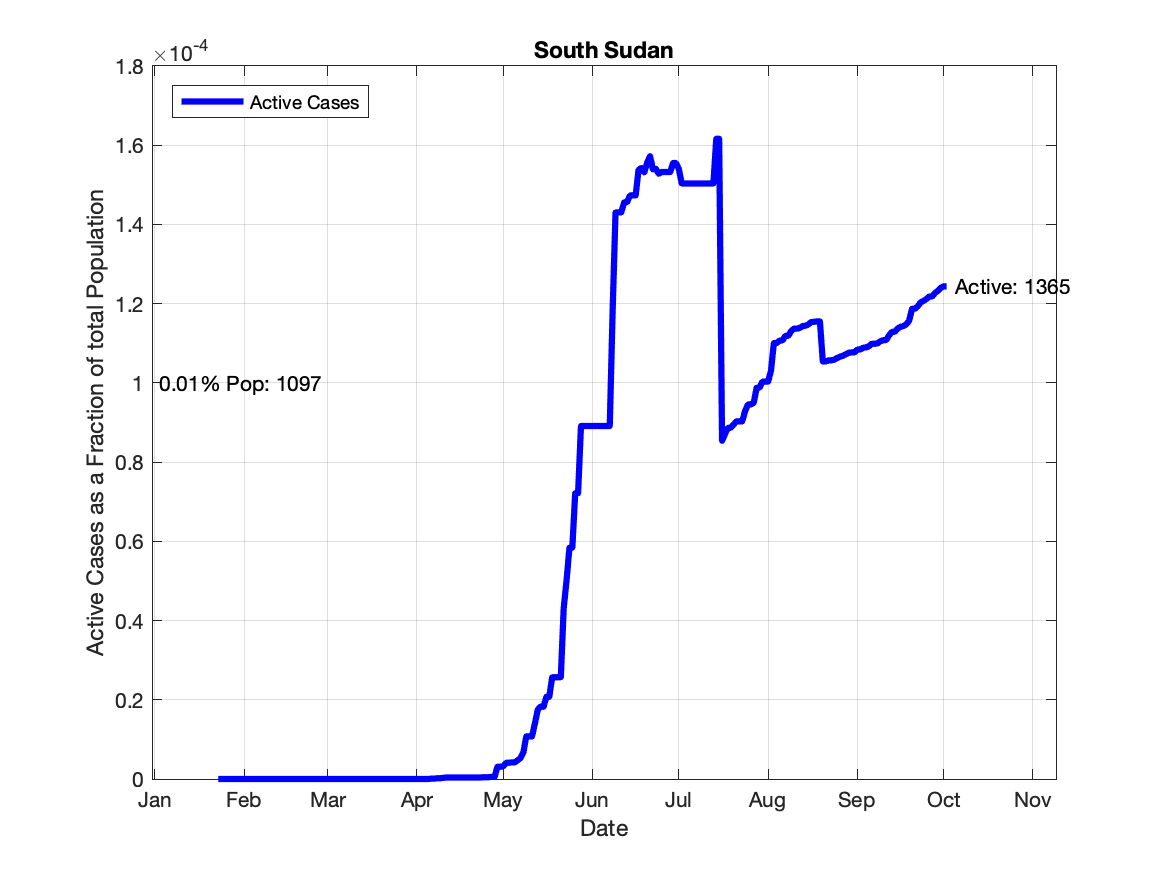 South Sudan
×10-4
1.8
1.6
1.4
1.2
1
0.8
0.6
0.4
0.2
0
Active Cases as a Fraction of total Population
Active Cases
Active: 1365
0.01% Pop: 1097
Jan Feb Mar Apr May Jun Jul Aug Sep Oct Nov
Date